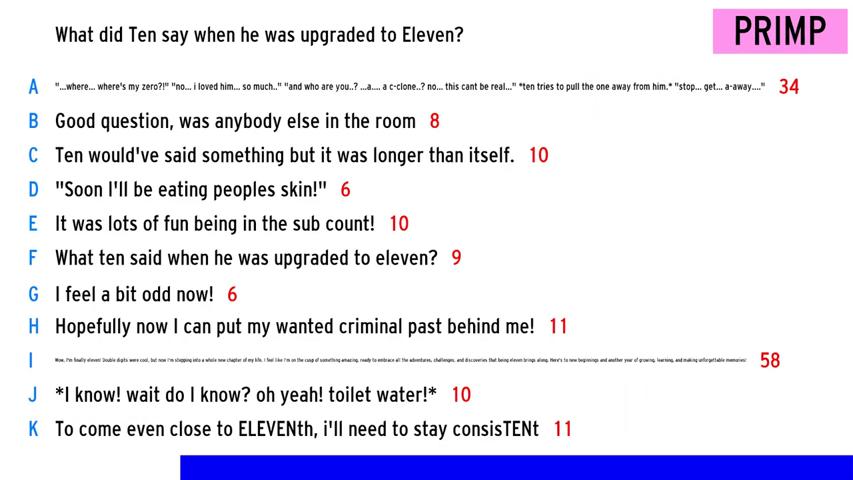 What did Ten say when he was upgraded to Eleven?
PRIMP
A "...where... where's my zero?!" "no... i loved him... so much.." "and who are you..? ...a.... a c-clone..? no... this cant be real..." *ten tries to pull the one away from him.* "stop... get... a-away...." 34
B Good question, was anybody else in the room 8
C Ten would've said something but it was longer than itself. 10
D "Soon I'll be eating peoples skin!" 6
E It was lots of fun being in the sub count! 10
F What ten said when he was upgraded to eleven? 9
G I feel a bit odd now! 6
H Hopefully now I can put my wanted criminal past behind me! 11
I Wow, I'm finally eleven! Double digits were cool, but now I'm stepping into a whole new chapter of my life. I feel like I'm on the cusp of something amazing, ready to embrace all the adventures, challenges, and discoveries that being eleven brings along. Here's to new beginnings and another year of growing, learning, and making unforgettable memories! 58
J *I know! wait do I know? oh yeah! toilet water!* 10
K To come even close to ELEVENth, i'll need to stay consisTENt 11